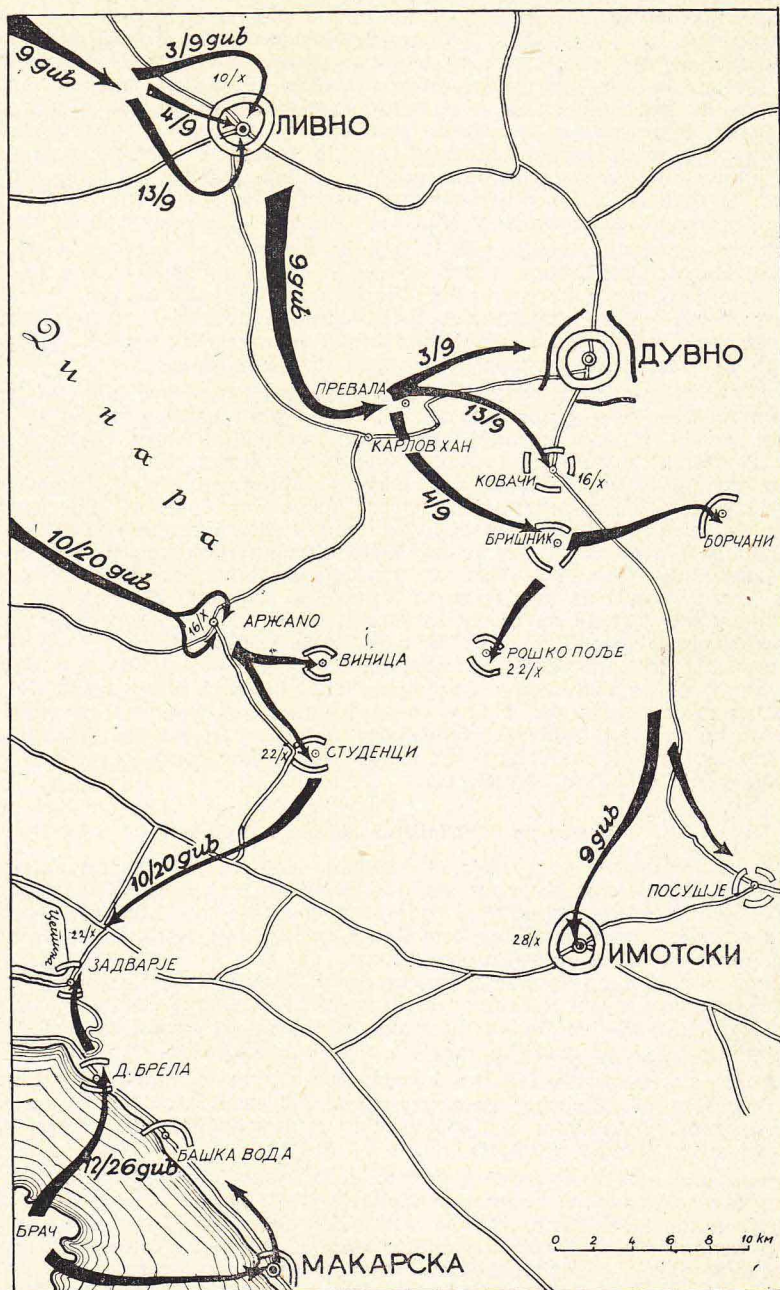 9 див
3/9 див
10/X
4/9
ЛИВНО
13/9
9 див
Динара
3/9
ДУВНО
ПРЕВАЛА
13/9
КАРЛОВ ХАН
КОВАЧИ
16/X
4/9
БРИШНИК
БОРЧАНИ
10/20 див
16/X
АРЖАНО
ВИНИЦА
РОШКО ПОЉЕ
22/X
22/X
СТУДЕНЦИ
10/20 див
9 див
ПОСУШЈЕ
22/X
28/X
ИМОТСКИ
ЗАДВАРЈЕ
Д. БРЕЛА
БАШКА ВОДА
12/26 див
БРАЧ
МАКАРСКА
0 2 4 6 8 10 км